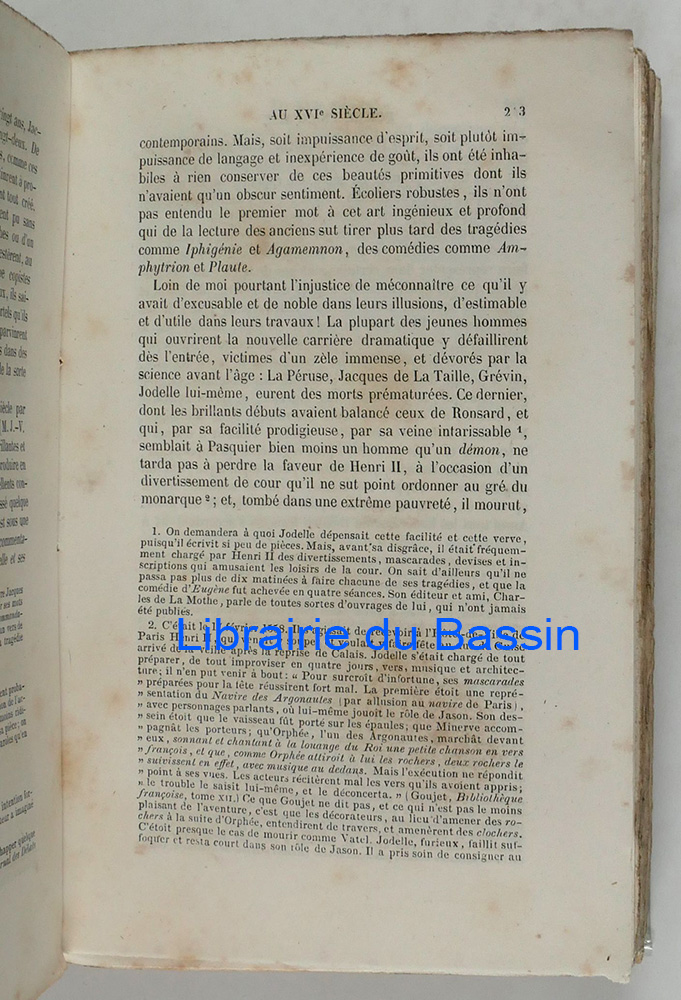 AU XVIe SIÈCLE.
contemporains. Mais, soit impuissance d'esprit, soit plutôt im-
puissance de langage et inexpérience de goût, ils ont été inha-
biles à rien conserver de ces beautés primitives dont ils
n'avaient qu'un obscur sentiment. Écoliers robustes, ils n'ont
pas entendu le premier mot à cet art ingénieux et profond
qui de la lecture des anciens sut tirer plus tard des tragédies
comme Iphigénie et Agamemnon, des comédies comme Am-
phytrion et Plaute.
Loin de moi pourtant l'injustice de méconnaître ce qu'il y
avait d'excusable et de noble dans leurs illusions, d'estimable
et d'utile dans leurs travaux! La plupart des jeunes hommes
qui ouvrirent la nouvelle carrière dramatique y défaillirent
dès l'entrée, victimes d'un zèle immense, et dévorés par la
science avant l'âge : La Péruse, Jacques de La Taille, Grévin,
Jodelle lui-même, eurent des morts prématurées. Ce dernier,
dont les brillants débuts avaient balancé ceux de Ronsard, et
qui, par sa facilité prodigieuse, par sa veine intarissable 1,
semblait à Pasquier bien moins un homme qu'un démon, ne
tarda pas à perdre la faveur de Henri II, à l'occasion d'un
divertissement de cour qu'il ne sut point ordonner au gré du
monarque 2; et, tombé dans une extrême pauvreté, il mourut,
1. On demandera à quoi Jodelle dépensait cette facilité et cette verve,
puisqu'il écrivit si peu de pièces. Mais, avant sa disgrâce, il était fréquem-
ment chargé par Henri II des divertissements, mascarades, devises et in-
scriptions qui amusaient les loisirs de la cour. On sait d'ailleurs qu'il ne
passa pas plus de dix matinées à faire chacune de ses tragédies, et que la
comédie d'Eugène fut achevée en quatre séances. Son éditeur et ami, Char-
les de La Mothe, parle de toutes sortes d'ouvrages de lui, qui n'ont jamais
été publiés.
2. C'était le
Librairie du Bassin
Paris Henri II
arrivé de la veille après la reprise de Calais. Jodelle s'était chargé de tout
préparer, de tout improviser en quatre jours, vers, musique et architec-
ture; il n'en put venir à bout : « Pour surcroît d'infortune, ses mascarades
» préparées pour la fête réussirent fort mal. La première étoit une repré-
» sentation du Navire des Argonautes (par allusion au navire de Paris),
» avec personnages parlants, où lui-même jouoit le rôle de Jason. Son des-
» sein étoit que le vaisseau fût porté sur les épaules; que Minerve accom-
» pagnât les porteurs; qu'Orphée, l'un des Argonautes, marchât devant
» eux, sonnant et chantant à la louange du Roi une petite chanson en vers
» françois, et que, comme Orphée attiroit à lui les rochers, deux rochers le
» suivissent en effet, avec musique au dedans. Mais l'exécution ne répondit
» point à ses vues. Les acteurs récitèrent mal les vers qu'ils avoient appris;
» le trouble le saisit lui-même, et le déconcerta. » (Goujet, Bibliothèque
françoise, tome XII.) Ce que Goujet ne dit pas, et ce qui n'est pas le moins
plaisant de l'aventure, c'est que les décorateurs, au lieu d'amener des ro-
chers à la suite d'Orphée, entendirent de travers, et amenèrent des clochers.
C'étoit presque le cas de mourir comme Vatel. Jodelle, furieux, faillit suf-
foquer et resta court dans son rôle de Jason. Il a pris soin de consigner au